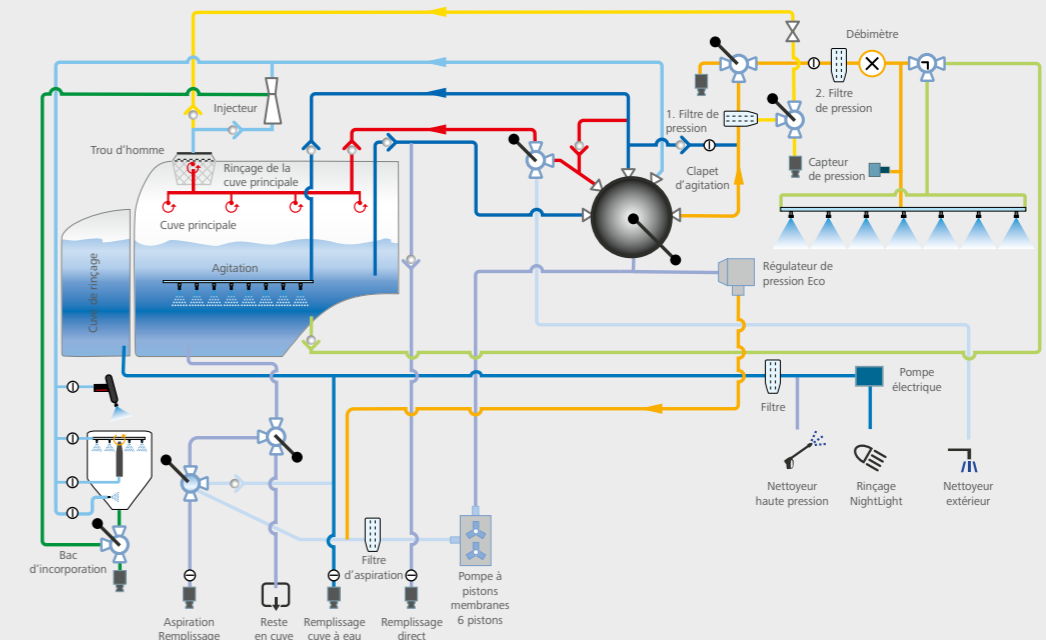 Débimètre
2. Filtre
de pression
Injecteur
1. Filtre de
pression
Trou d’homme
Rinçage de la
cuve principale
Clapet
d’agitation
Capteur
de pression
Cuve principale
Agitation
Cuve de rinçage
Régulateur de
pression Eco
Pompe
électrique
Filtre
Nettoyeur
haute pression
Rinçage
NightLight
Nettoyeur
extérieur
Bac
d’incorporation
Filtre
d’aspiration
Pompe à
pistons
membranes
6 pistons
Aspiration
Remplissage
Reste
en cuve
Remplissage
cuve à eau
Remplissage
direct